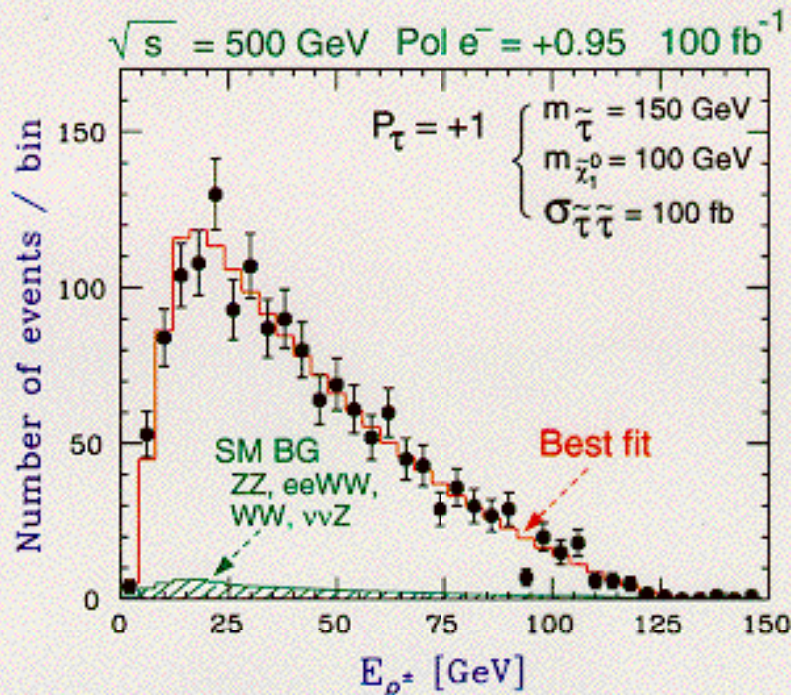 √s = 500 GeV Pol e⁻ = +0.95 100 fb⁻¹
P_τ = +1
m_τ̃ = 150 GeV
m_χ̃₁⁰ = 100 GeV
σ_τ̃τ̃ = 100 fb
Number of events / bin
150
100
50
0
SM BG
ZZ, eeWW,
WW, ννZ
Best fit
0 25 50 75 100 125 150
E_ρ± [GeV]